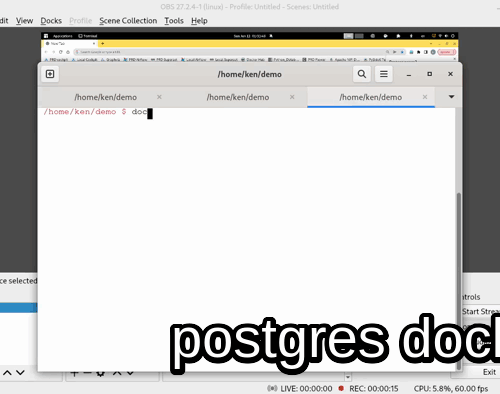 OBS 27.2.4-1 (linux) - Profile: Untitled - Scenes: Untitled
dit View Docks Profile Scene Collection Tools Help
/home/ken/demo
/home/ken/demo × /home/ken/demo × /home/ken/demo ×
/home/ken/demo $ doc
ce selected
ntrols
Start Strea
postgres dock
Exit
LIVE: 00:00:00 REC: 00:00:15 CPU: 5.8%, 60.00 fps